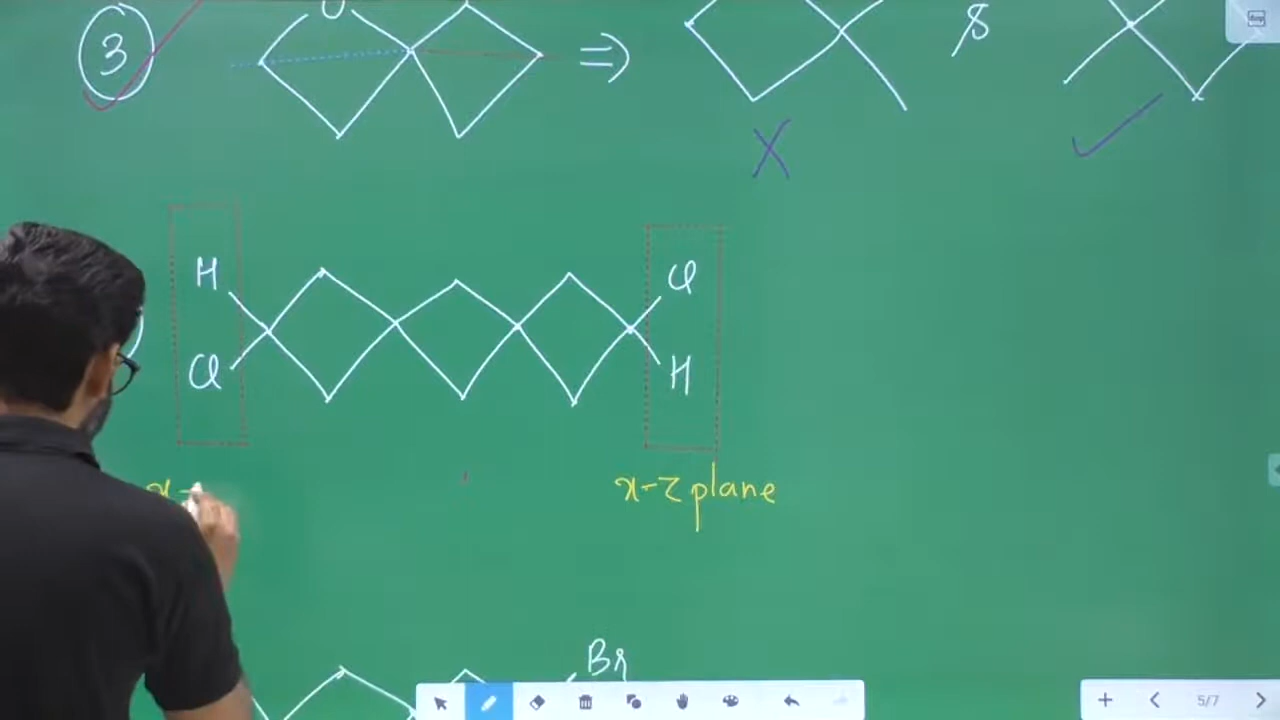 3
⇒
$
X
H Cl
Cl H
x- x-z plane
Br
5/7